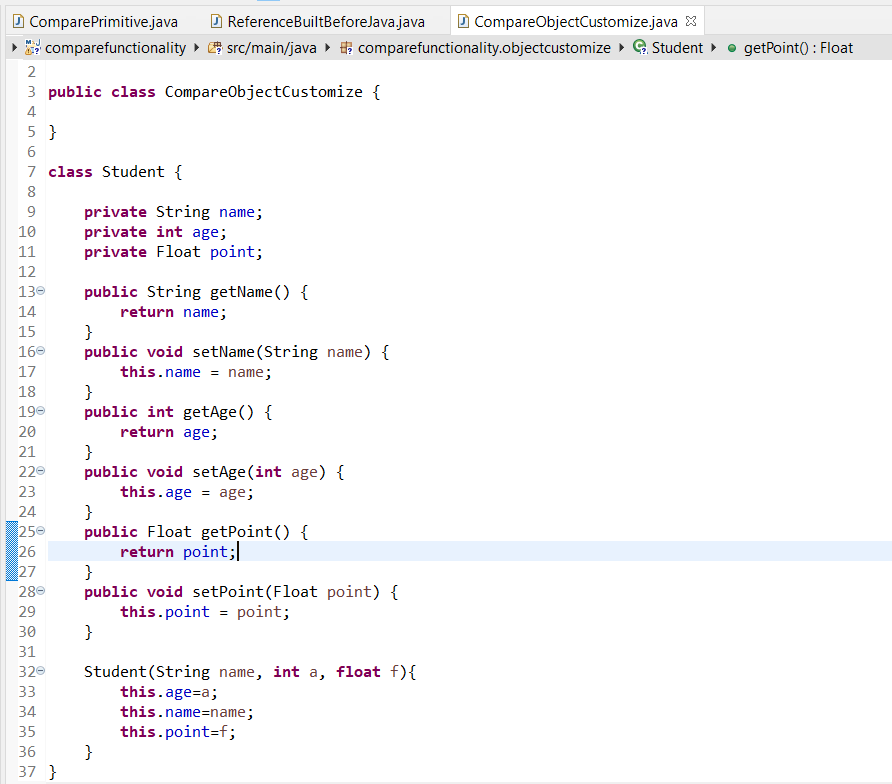 ComparePrimitive.java ReferenceBuiltBeforeJava.java CompareObjectCustomize.java
comparefunctionality src/main/java comparefunctionality.objectcustomize Student getPoint() : Float
2
3 public class CompareObjectCustomize {
4
5 }
6
7 class Student {
8
9 private String name;
10 private int age;
11 private Float point;
12
13 public String getName() {
14 return name;
15 }
16 public void setName(String name) {
17 this.name = name;
18 }
19 public int getAge() {
20 return age;
21 }
22 public void setAge(int age) {
23 this.age = age;
24 }
25 public Float getPoint() {
26 return point;
27 }
28 public void setPoint(Float point) {
29 this.point = point;
30 }
31
32 Student(String name, int a, float f){
33 this.age=a;
34 this.name=name;
35 this.point=f;
36 }
37 }